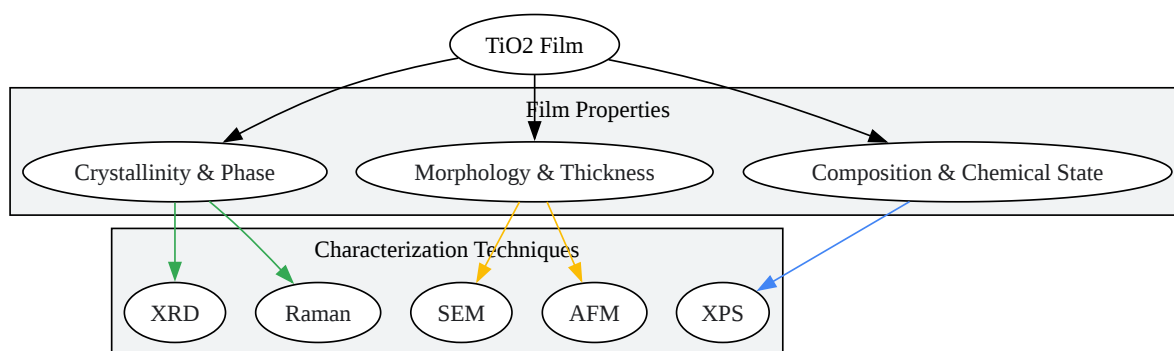 TiO2 Film
Film Properties
Crystallinity & Phase
Morphology & Thickness
Composition & Chemical State
Characterization Techniques
XRD
Raman
SEM
AFM
XPS